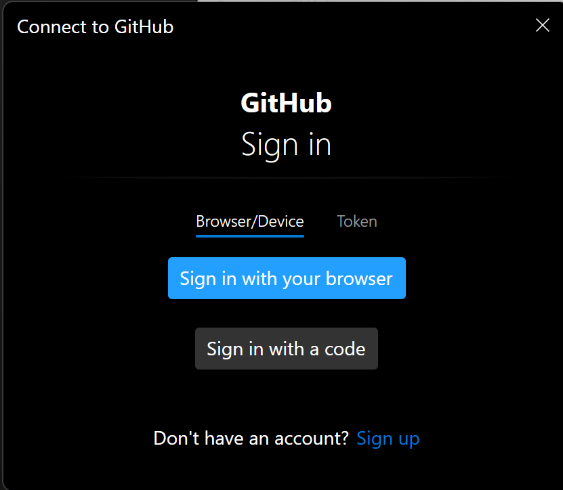 Connect to GitHub
GitHub
Sign in
Browser/Device Token
Sign in with your browser
Sign in with a code
Don't have an account? Sign up